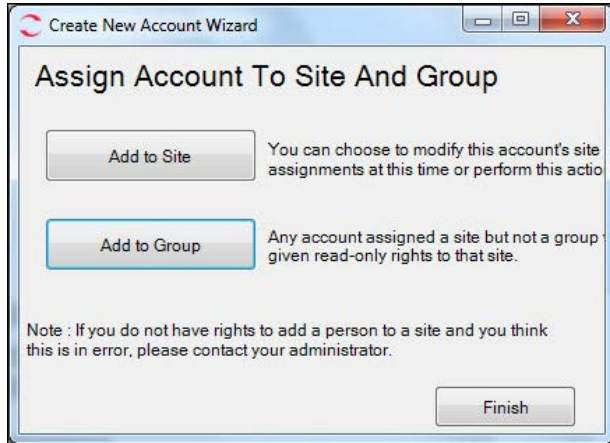 Create New Account Wizard
Assign Account To Site And Group
Add to Site
You can choose to modify this account's site
assignments at this time or perform this actio
Add to Group
Any account assigned a site but not a group
given read-only rights to that site.
Note : If you do not have rights to add a person to a site and you think
this is in error, please contact your administrator.
Finish